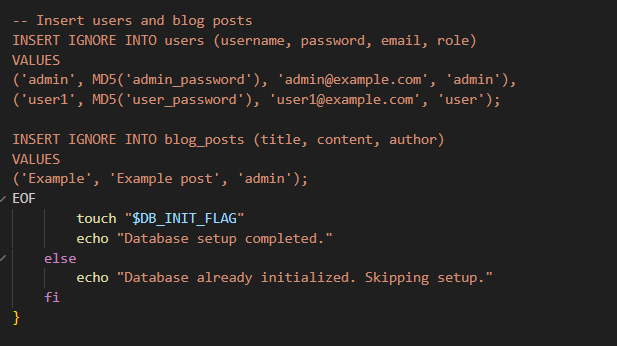 -- Insert users and blog posts
INSERT IGNORE INTO users (username, password, email, role)
VALUES
('admin', MD5('admin_password'), 'admin@example.com', 'admin'),
('user1', MD5('user_password'), 'user1@example.com', 'user');

INSERT IGNORE INTO blog_posts (title, content, author)
VALUES
('Example', 'Example post', 'admin');
EOF
        touch "$DB_INIT_FLAG"
        echo "Database setup completed."
    else
        echo "Database already initialized. Skipping setup."
    fi
}